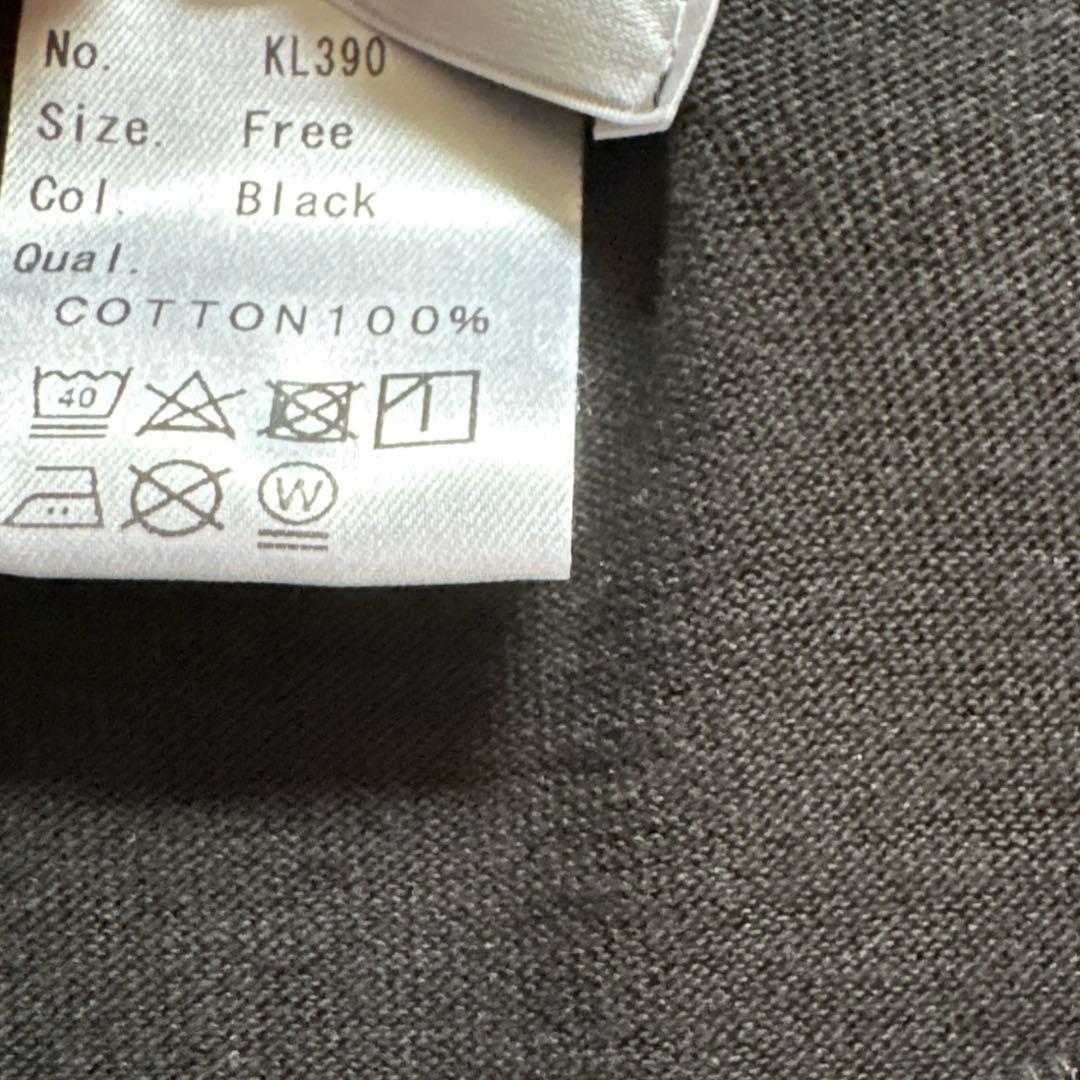 No. KL390
Size. Free
Col. Black
Qual.
COTTON100%
40
W